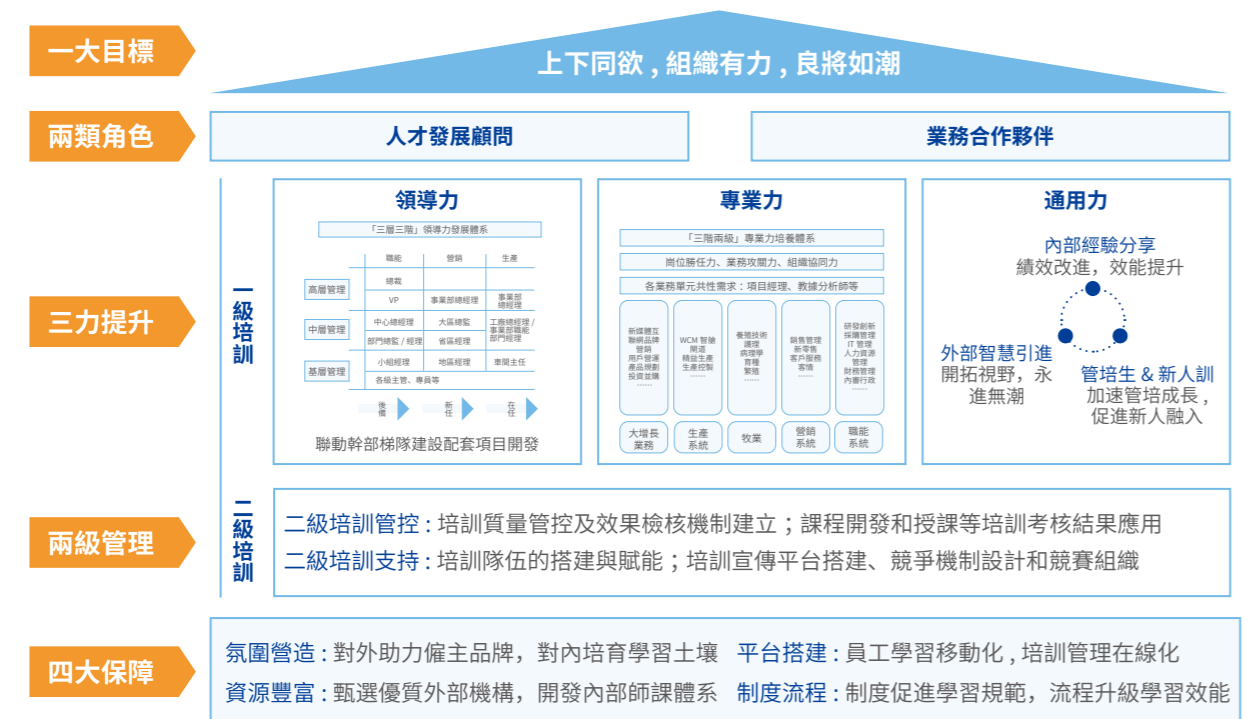 一大目標
上下同欲 , 組織有力 , 良將如潮
兩類角色
人才發展顧問
業務合作夥伴
三力提升
一級培訓
領導力
「三層三階」領導力發展體系
職能
營銷
生產
高層管理
總裁
VP
事業部總經理
事業部
總經理
中層管理
中心總經理
大區總監
工廠總經理 /
事業部職能
部門經理
部門總監 / 經理
省區經理
基層管理
小組經理
地區經理
車間主任
各級主管、專員等
後備
新任
在任
聯動幹部梯隊建設配套項目開發
專業力
「三階兩級」專業力培養體系
崗位勝任力、業務攻關力、組織協同力
各業務單元共性需求：項目經理、教據分析師等
新媒體互
聯網品牌
營銷
用戶營運
產品規劃
投資並購
······
WCM 智艙
閘道
精益生產
生產控製
······
養殖技術
護理
病理學
育種
繁殖
······
銷售管理
新零售
客戶服務
客情
······
研發創新
採購管理
IT 管理
人力資源
管理
財務管理
內審行政
······
大增長
業務
生產
系統
牧業
營銷
系統
職能
系統
通用力
內部經驗分享
績效改進，效能提升
外部智慧引進
開拓視野，永
進無潮
管培生 & 新人訓
加速管培成長 ,
促進新人融入
兩級管理
二級培訓
二級培訓管控 : 培訓質量管控及效果檢核機制建立；課程開發和授課等培訓考核結果應用
二級培訓支持 : 培訓隊伍的搭建與賦能；培訓宣傳平台搭建、競爭機制設計和競賽組織
四大保障
氛圍營造 : 對外助力僱主品牌，對內培育學習土壤
平台搭建 : 員工學習移動化 , 培訓管理在線化
資源豐富 : 甄選優質外部機構，開發內部師課體系
制度流程 : 制度促進學習規範，流程升級學習效能